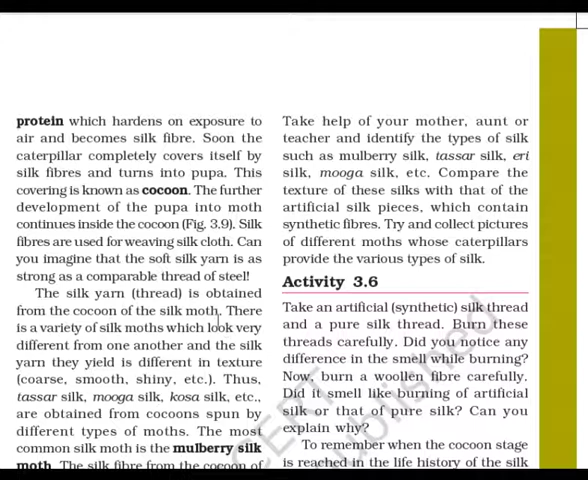 protein which hardens on exposure to
air and becomes silk fibre. Soon the
caterpillar completely covers itself by
silk fibres and turns into pupa. This
covering is known as cocoon. The further
development of the pupa into moth
continues inside the cocoon (Fig. 3.9). Silk
fibres are used for weaving silk cloth. Can
you imagine that the soft silk yarn is as
strong as a comparable thread of steel!
The silk yarn (thread) is obtained
from the cocoon of the silk moth. There
is a variety of silk moths which look very
different from one another and the silk
yarn they yield is different in texture
(coarse, smooth, shiny, etc.). Thus,
tassar silk, mooga silk, kosa silk, etc.,
are obtained from cocoons spun by
different types of moths. The most
common silk moth is the mulberry silk
moth. The silk fibre from the cocoon of
Take help of your mother, aunt or
teacher and identify the types of silk
such as mulberry silk, tassar silk, eri
silk, mooga silk, etc. Compare the
texture of these silks with that of the
artificial silk pieces, which contain
synthetic fibres. Try and collect pictures
of different moths whose caterpillars
provide the various types of silk.
Activity 3.6
Take an artificial (synthetic) silk thread
and a pure silk thread. Burn these
threads carefully. Did you notice any
difference in the smell while burning?
Now, burn a woollen fibre carefully.
Did it smell like burning of artificial
silk or that of pure silk? Can you
explain why?
To remember when the cocoon stage
is reached in the life history of the silk
CERT
published